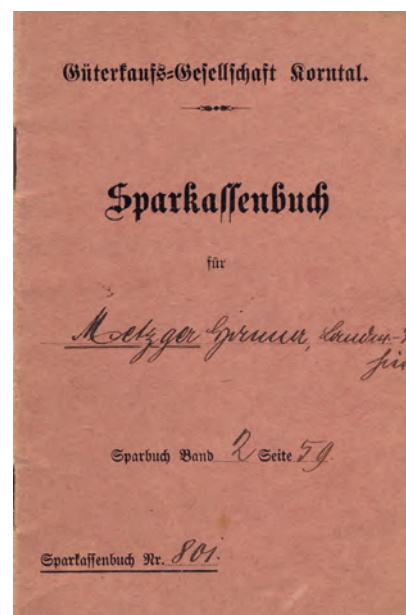 Güterkaufs-Gesellschaft Korntal.
Sparkassenbuch
für
Metzger
Sparbuch Band 2 Seite 59.
Sparkassenbuch Nr. 801.